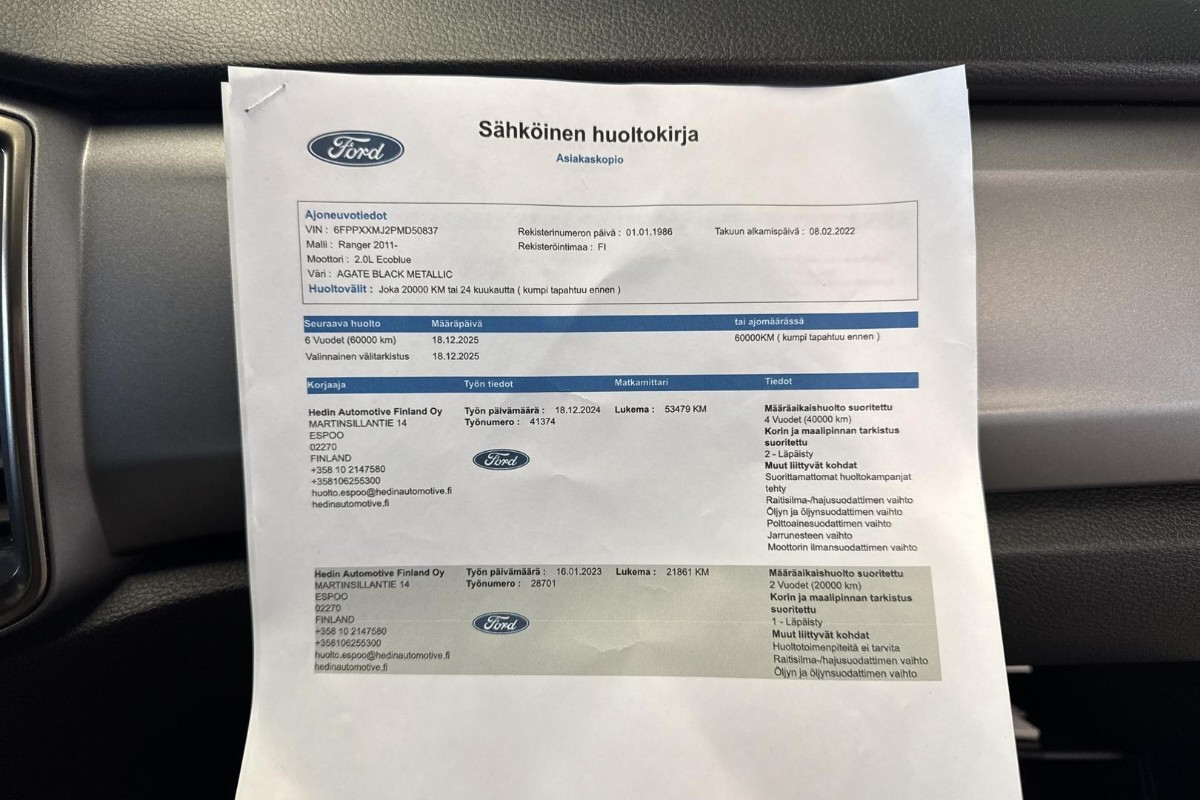 Ford
Sähköinen huoltokirja
Asiakaskopio
Ajoneuvotiedot
VIN : 6FPPXXMJ2PMD50837
Rekisterinumeron päivä : 01.01.1986
Takuun alkamispäivä : 08.02.2022
Malli : Ranger 2011-
Rekisteröintimaa : FI
Moottori : 2.0L Ecoblue
Väri : AGATE BLACK METALLIC
Huoltovälit : Joka 20000 KM tai 24 kuukautta ( kumpi tapahtuu ennen )
Seuraava huolto Määräpäivä tai ajomäärässä
6 Vuodet (60000 km) 18.12.2025 60000KM ( kumpi tapahtuu ennen )
Valinnainen välitarkistus 18.12.2025
Korjaaja Työn tiedot Matkamittari Tiedot
Hedin Automotive Finland Oy
MARTINSILLANTIE 14
ESPOO
02270
FINLAND
+358 10 2147580
+358106255300
huolto.espoo@hedinautomotive.fi
hedinautomotive.fi
Työn päivämäärä : 18.12.2024
Työnumero : 41374
Ford
Lukema : 53479 KM
Määräaikaishuolto suoritettu
4 Vuodet (40000 km)
Korin ja maalipinnan tarkistus
suoritettu
2 - Läpäisty
Muut liittyvät kohdat
Suorittamattomat huoltokampanjat
tehty
Raitisilma-/hajusuodattimen vaihto
Öljyn ja öljynsuodattimen vaihto
Polttoainesuodattimen vaihto
Jarrunesteen vaihto
Moottorin ilmansuodattimen vaihto
Hedin Automotive Finland Oy
MARTINSILLANTIE 14
ESPOO
02270
FINLAND
+358 10 2147580
+358106255300
huolto.espoo@hedinautomotive.fi
hedinautomotive.fi
Työn päivämäärä : 16.01.2023
Työnumero : 28701
Ford
Lukema : 21861 KM
Määräaikaishuolto suoritettu
2 Vuodet (20000 km)
Korin ja maalipinnan tarkistus
suoritettu
1 - Läpäisty
Muut liittyvät kohdat
Huoltotoimenpiteitä ei tarvita
Raitisilma-/hajusuodattimen vaihto
Öljyn ja öljynsuodattimen vaihto